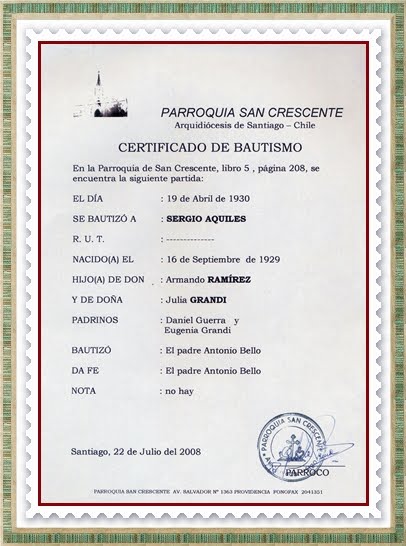 PARROQUIA SAN CRESCENTE
Arquidiócesis de Santiago – Chile
CERTIFICADO DE BAUTISMO
En la Parroquia de San Crescente, libro 5 , página 208, se
encuentra la siguiente partida:
EL DÍA : 19 de Abril de 1930
SE BAUTIZÓ A : SERGIO AQUILES
R. U. T. : --------------
NACIDO(A) EL : 16 de Septiembre de 1929
HIJO(A) DE DON : Armando RAMÍREZ
Y DE DOÑA : Julia GRANDI
PADRINOS : Daniel Guerra y
Eugenia Grandi
BAUTIZÓ : El padre Antonio Bello
DA FE : El padre Antonio Bello
NOTA : no hay
PARROQUIA SAN CRESCENTE
Santiago, 22 de Julio del 2008
PARROCO
PARROQUIA SAN CRESCENTE AV. SALVADOR Nº 1363 PROVIDENCIA FONOFAX 2041351